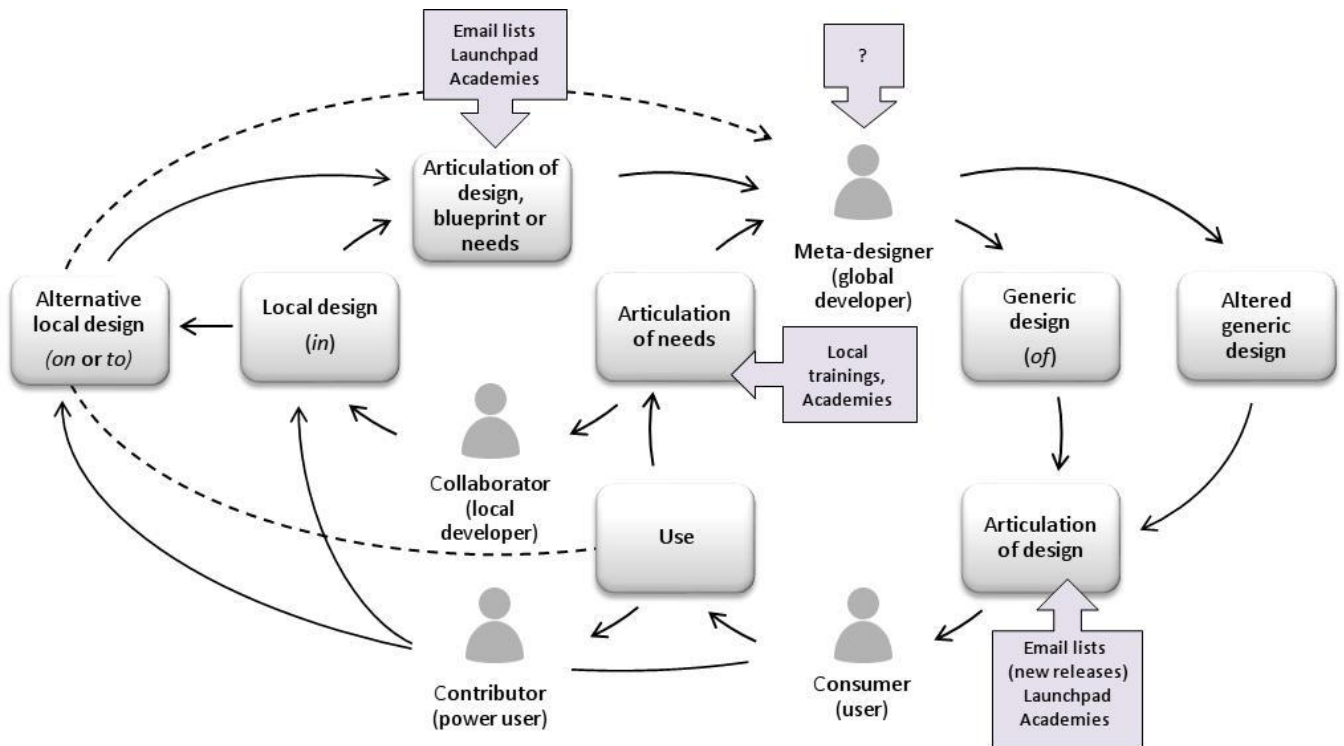 Email lists
Launchpad
Academies
?
Articulation of
design,
blueprint or
needs
Meta-designer
(global
developer)
Alternative
local design
(on or to)
Local design
(in)
Articulation
of needs
Generic
design
(of)
Altered
generic
design
Local
trainings,
Academies
Collaborator
(local
developer)
Use
Articulation
of design
Contributor
(power user)
Consumer
(user)
Email lists
(new releases)
Launchpad
Academies